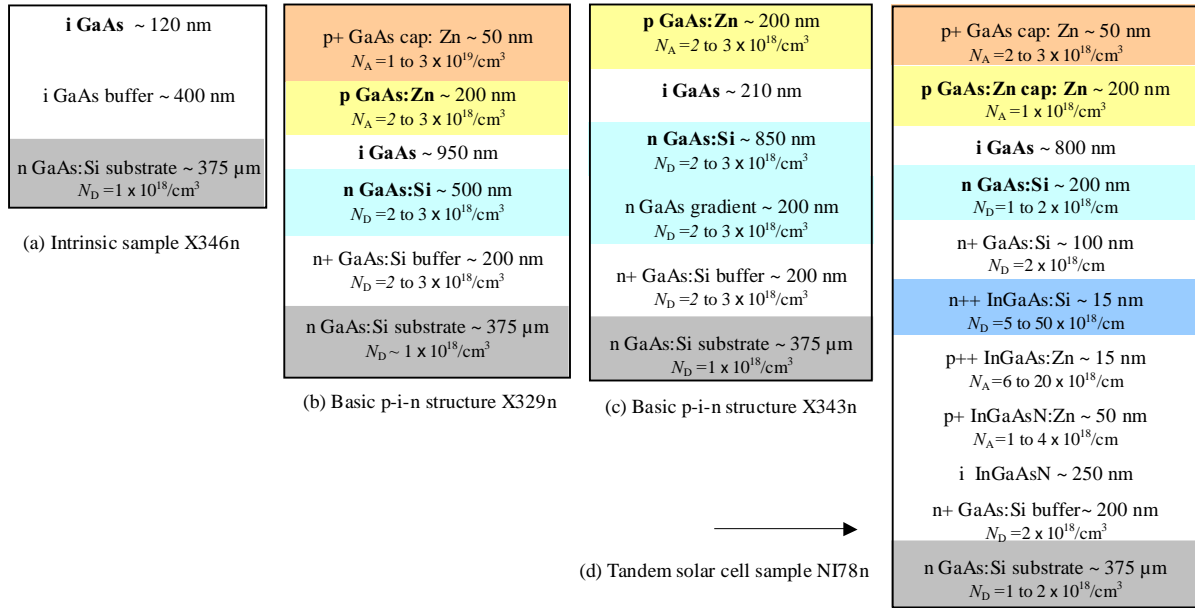 i GaAs ~ 120 nm
i GaAs buffer ~ 400 nm
n GaAs:Si substrate ~ 375 µm
N_D =1 x 10^18/cm^3
(a) Intrinsic sample X346n
p+ GaAs cap: Zn ~ 50 nm
N_A =1 to 3 x 10^19/cm^3
p GaAs:Zn ~ 200 nm
N_A =2 to 3 x 10^18/cm^3
i GaAs ~ 950 nm
n GaAs:Si ~ 500 nm
N_D =2 to 3 x 10^18/cm^3
n+ GaAs:Si buffer ~ 200 nm
N_D =2 to 3 x 10^18/cm^3
n GaAs:Si substrate ~ 375 µm
N_D ~ 1 x 10^18/cm^3
(b) Basic p-i-n structure X329n
p GaAs:Zn ~ 200 nm
N_A =2 to 3 x 10^18/cm^3
i GaAs ~ 210 nm
n GaAs:Si ~ 850 nm
N_D =2 to 3 x 10^18/cm^3
n GaAs gradient ~ 200 nm
N_D =2 to 3 x 10^18/cm^3
n+ GaAs:Si buffer ~ 200 nm
N_D =2 to 3 x 10^18/cm^3
n GaAs:Si substrate ~ 375 µm
N_D =1 x 10^18/cm^3
(c) Basic p-i-n structure X343n
p+ GaAs cap: Zn ~ 50 nm
N_A =2 to 3 x 10^18/cm^3
p GaAs:Zn cap: Zn ~ 200 nm
N_A =1 x 10^18/cm^3
i GaAs ~ 800 nm
n GaAs:Si ~ 200 nm
N_D =1 to 2 x 10^18/cm^3
n+ GaAs:Si ~ 100 nm
N_D =2 x 10^18/cm
n++ InGaAs:Si ~ 15 nm
N_D =5 to 50 x 10^18/cm^3
p++ InGaAs:Zn ~ 15 nm
N_A =6 to 20 x 10^18/cm
p+ InGaAsN:Zn ~ 50 nm
N_A =1 to 4 x 10^18/cm
i InGaAsN ~ 250 nm
n+ GaAs:Si buffer~ 200 nm
N_D =2 x 10^18/cm^3
n GaAs:Si substrate ~ 375 µm
N_D =1 to 2 x 10^18/cm^3
(d) Tandem solar cell sample NI78n